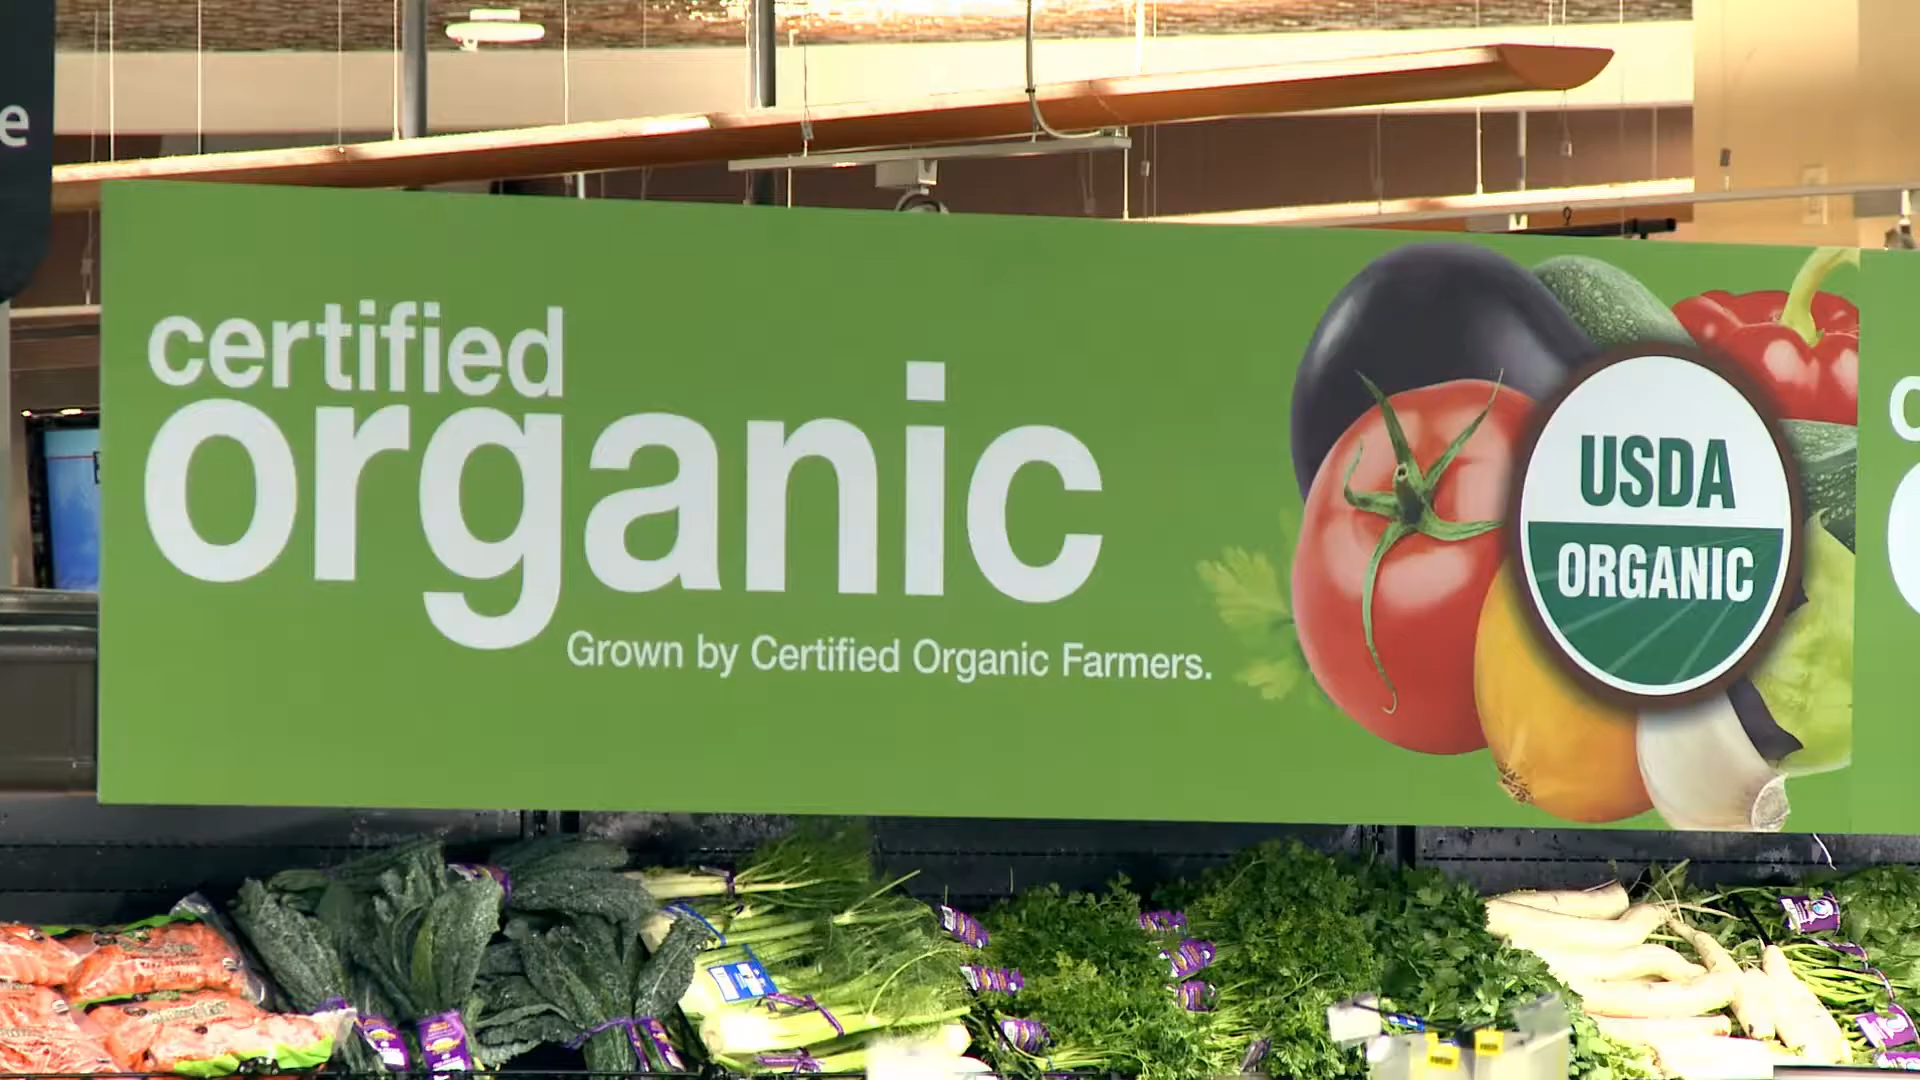 e
certified
organic
Grown by Certified Organic Farmers.
USDA
ORGANIC